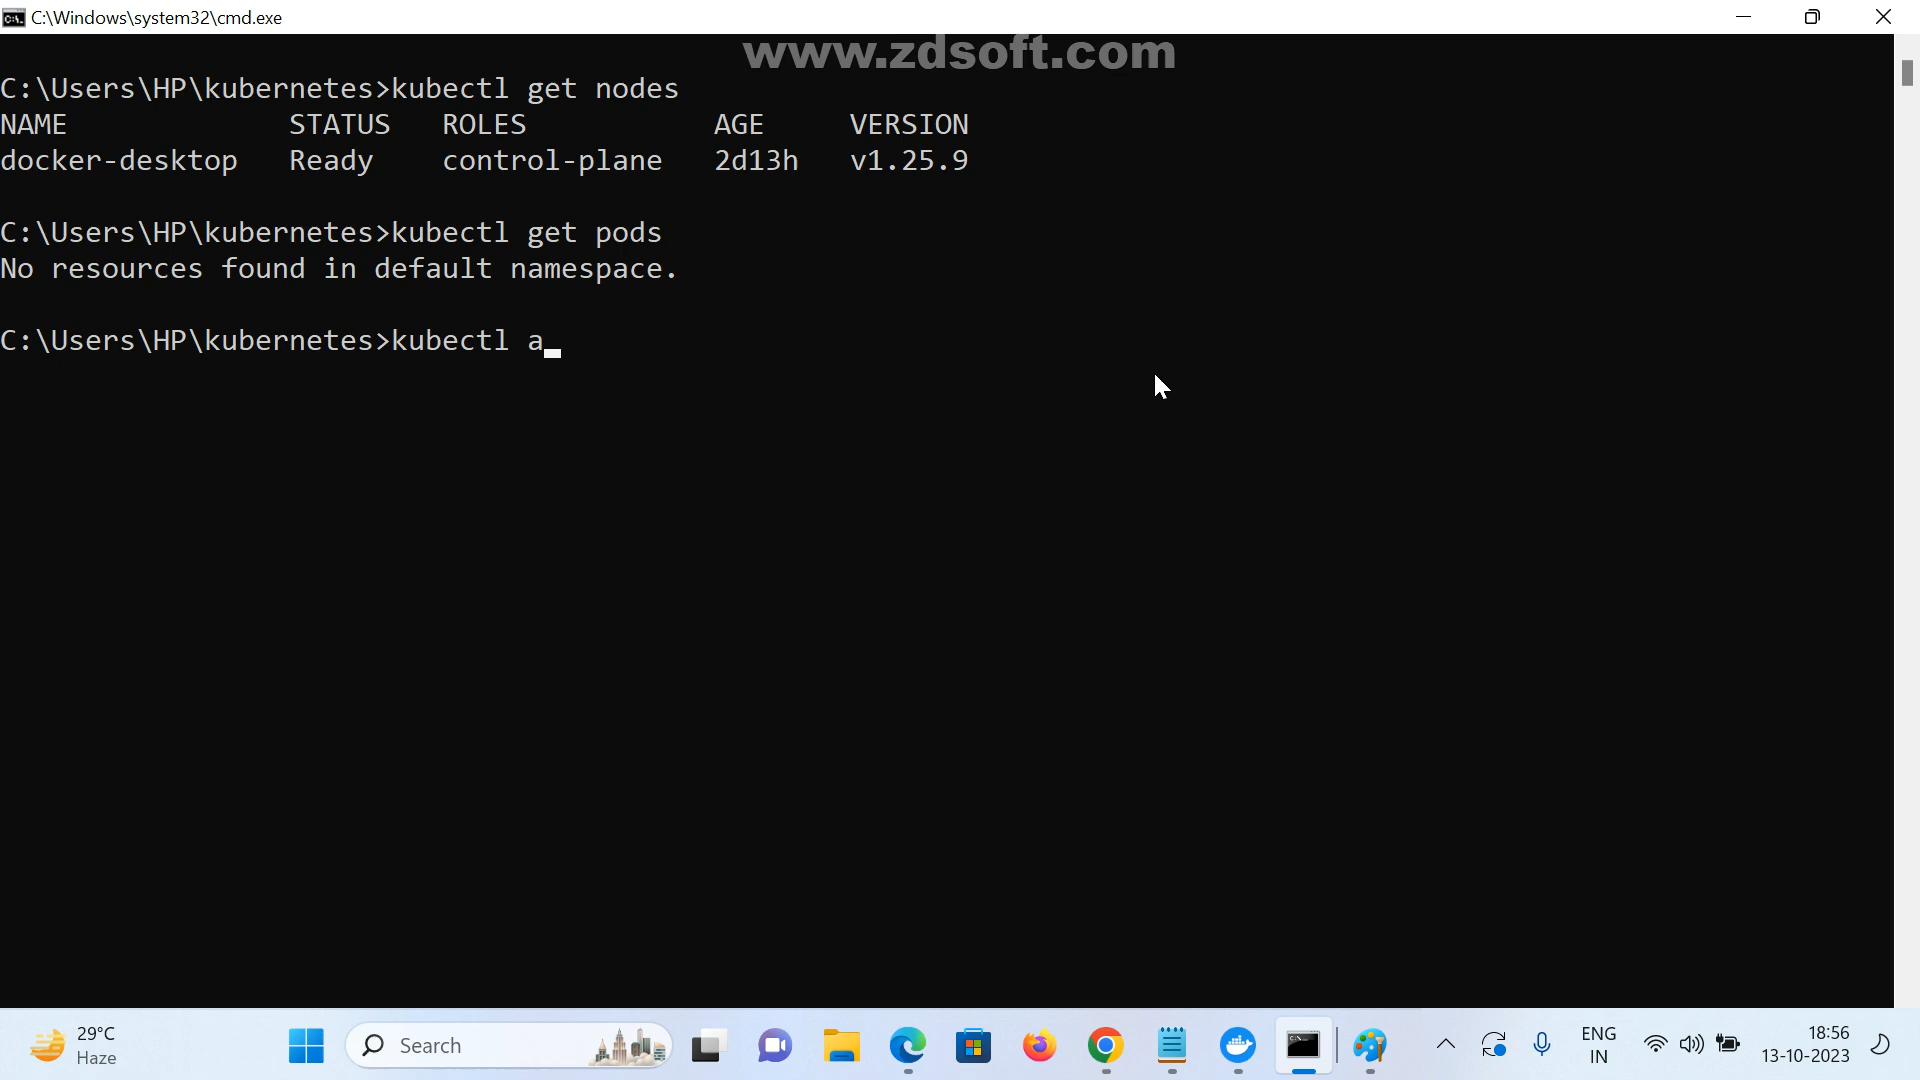 C:\Windows\system32\cmd.exe
www.zdsoft.com
C:\Users\HP\kubernetes>kubectl get nodes
NAME STATUS ROLES AGE VERSION
docker-desktop Ready control-plane 2d13h v1.25.9
C:\Users\HP\kubernetes>kubectl get pods
No resources found in default namespace.
C:\Users\HP\kubernetes>kubectl a
29°C
Haze
Search
ENG
IN
18:56
13-10-2023